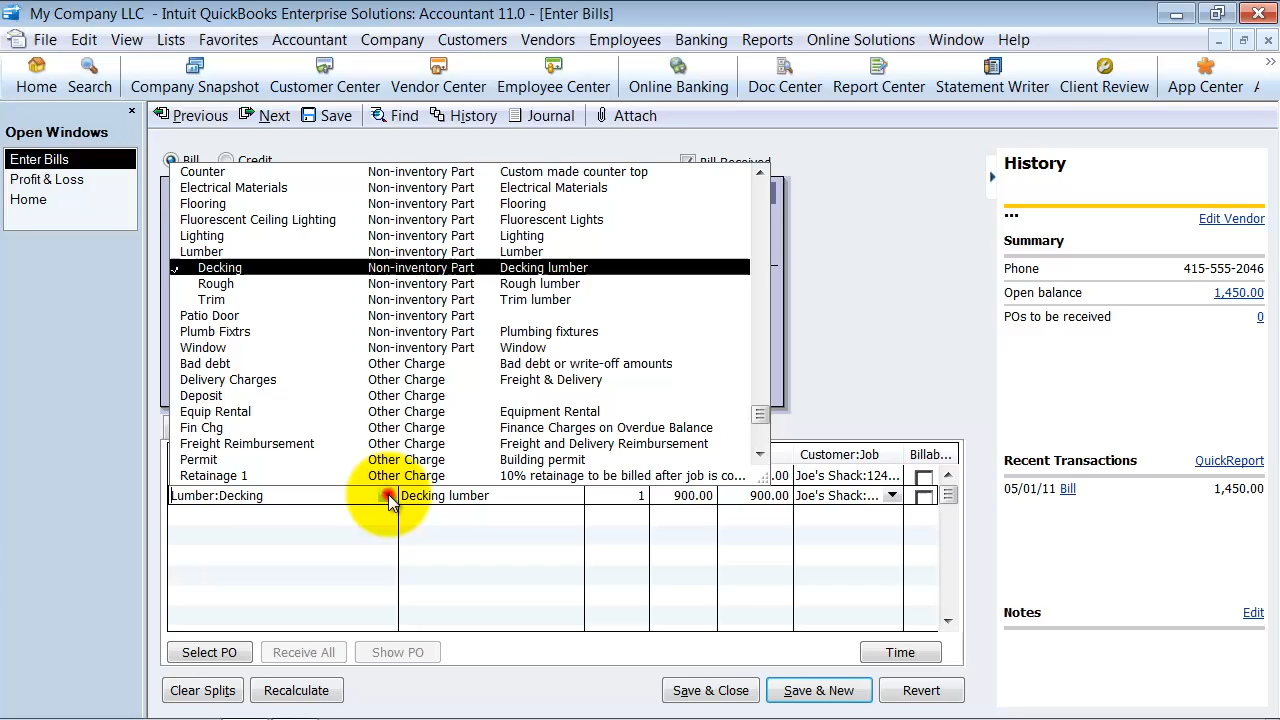 My Company LLC - Intuit QuickBooks Enterprise Solutions: Accountant 11.0 - [Enter Bills]
File Edit View Lists Favorites Accountant Company Customers Vendors Employees Banking Reports Online Solutions Window Help
Home Search Company Snapshot Customer Center Vendor Center Employee Center Online Banking Doc Center Report Center Statement Writer Client Review App Center
Open Windows
Enter Bills
Profit & Loss
Home
Previous Next Save Find History Journal Attach
Bill Credit Bill Received
Counter Non-inventory Part Custom made counter top
Electrical Materials Non-inventory Part Electrical Materials
Flooring Non-inventory Part Flooring
Fluorescent Ceiling Lighting Non-inventory Part Fluorescent Lights
Lighting Non-inventory Part Lighting
Lumber Non-inventory Part Lumber
Decking Non-inventory Part Decking lumber
Rough Non-inventory Part Rough lumber
Trim Non-inventory Part Trim lumber
Patio Door Non-inventory Part
Plumb Fixtrs Non-inventory Part Plumbing fixtures
Window Non-inventory Part Window
Bad debt Other Charge Bad debt or write-off amounts
Delivery Charges Other Charge Freight & Delivery
Deposit Other Charge
Equip Rental Other Charge Equipment Rental
Fin Chg Other Charge Finance Charges on Overdue Balance
Freight Reimbursement Other Charge Freight and Delivery Reimbursement
Permit Other Charge Building permit
Retainage 1 Other Charge 10% retainage to be billed after job is co...
Customer:Job Billab...
.00 Joe's Shack:124...
Lumber:Decking Decking lumber 1 900.00 900.00 Joe's Shack:...
Select PO Receive All Show PO Time
Clear Splits Recalculate Save & Close Save & New Revert
History
...
Edit Vendor
Summary
Phone 415-555-2046
Open balance 1,450.00
POs to be received 0
Recent Transactions QuickReport
05/01/11 Bill 1,450.00
Notes Edit